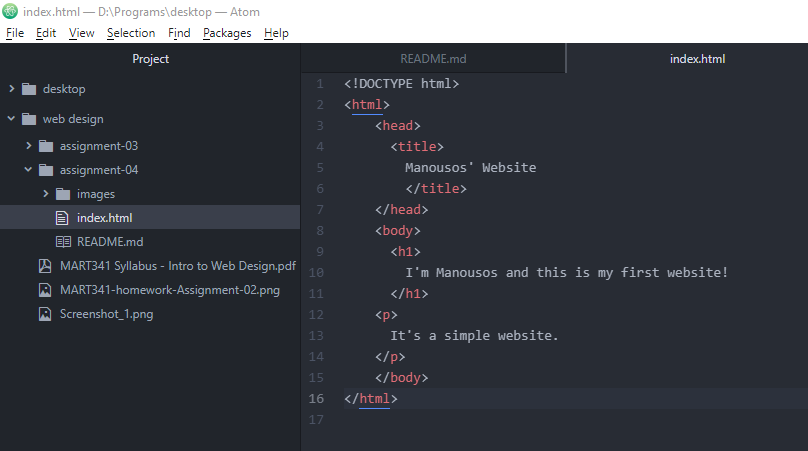 index.html — D:\Programs\desktop — Atom
File Edit View Selection Find Packages Help
Project
desktop
web design
assignment-03
assignment-04
images
index.html
README.md
MART341 Syllabus - Intro to Web Design.pdf
MART341-homework-Assignment-02.png
Screenshot_1.png
README.md index.html
1 <!DOCTYPE html>
2 <html>
3     <head>
4       <title>
5         Manousos' Website
6         </title>
7     </head>
8     <body>
9       <h1>
10         I'm Manousos and this is my first website!
11       </h1>
12     <p>
13       It's a simple website.
14     </p>
15     </body>
16 </html>
17